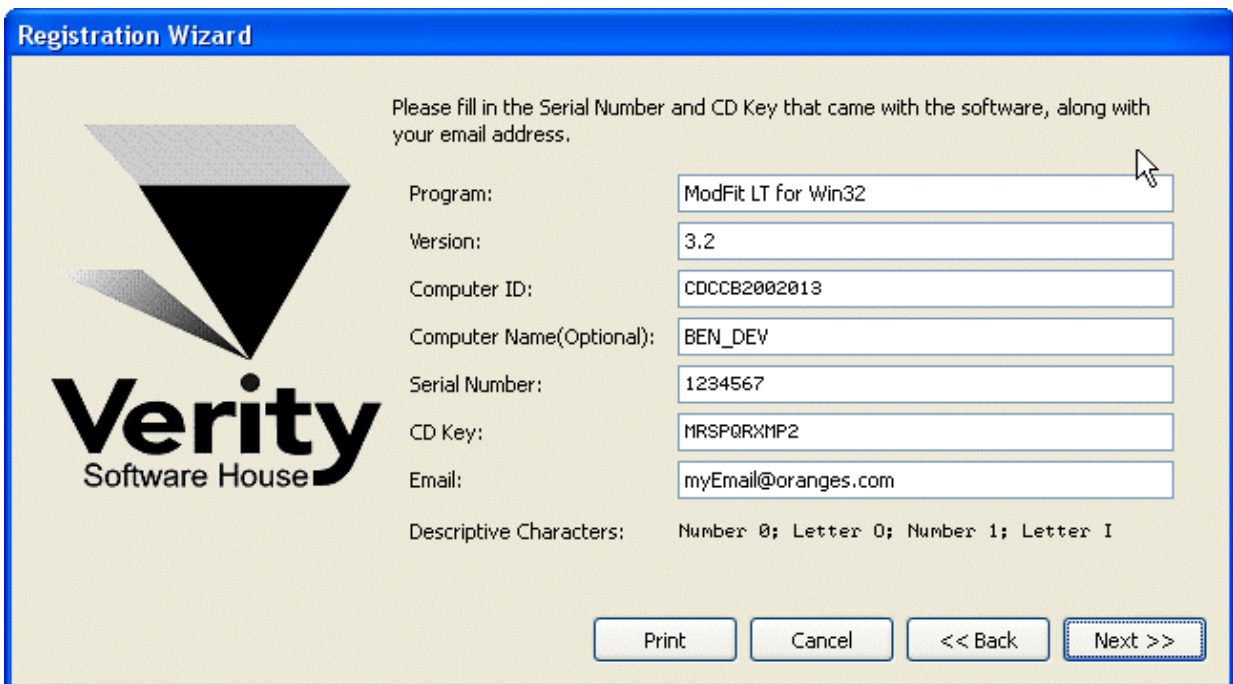 Registration Wizard
Please fill in the Serial Number and CD Key that came with the software, along with
your email address.
Program: ModFit LT for Win32
Version: 3.2
Computer ID: CDCCB2002013
Computer Name(Optional): BEN_DEV
Serial Number: 1234567
CD Key: MRSPQRXMP2
Email: myEmail@oranges.com
Descriptive Characters: Number 0; Letter O; Number 1; Letter I
Verity
Software House
Print Cancel << Back Next >>